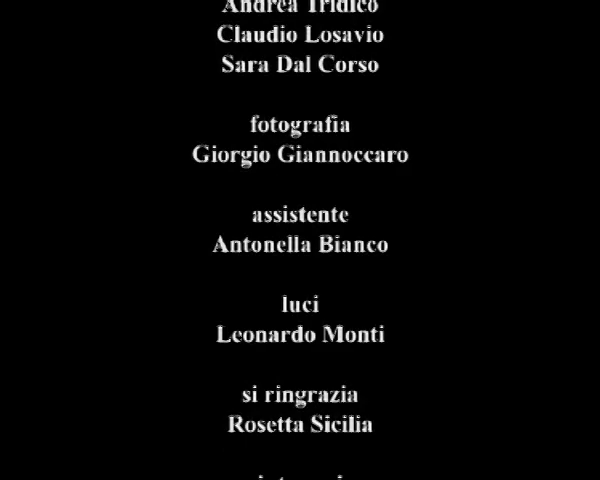 Andrea Tridico
Claudio Losavio
Sara Dal Corso
fotografia
Giorgio Giannoccaro
assistente
Antonella Bianco
luci
Leonardo Monti
si ringrazia
Rosetta Sicilia